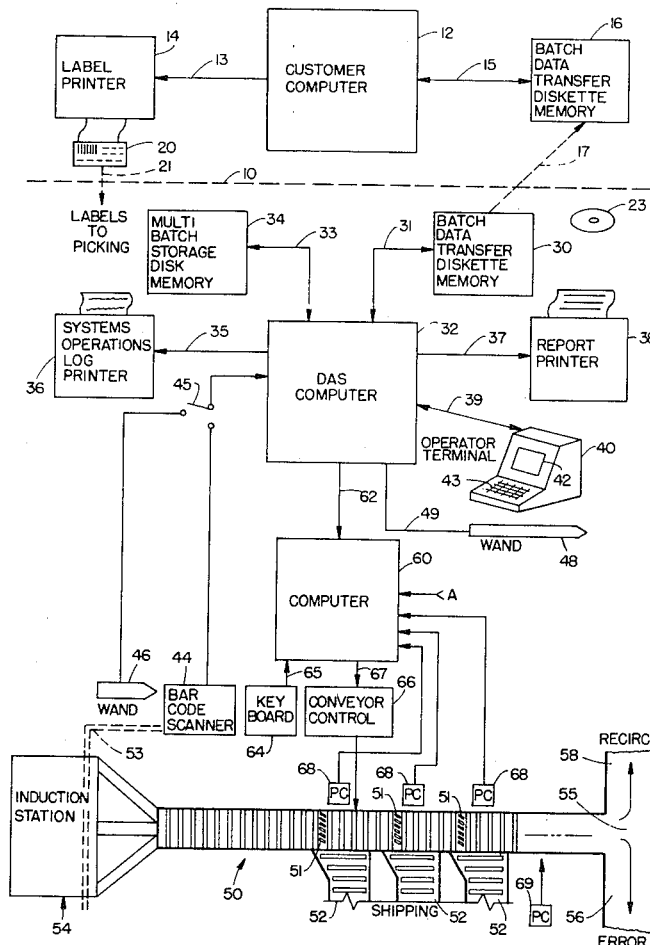 14
LABEL
PRINTER
13
12
CUSTOMER
COMPUTER
15
16
BATCH
DATA
TRANSFER
DISKETTE
MEMORY
20
21
10
17
LABELS
TO
PICKING
34
MULTI
BATCH
STORAGE
DISK
MEMORY
33
31
BATCH
DATA
TRANSFER
DISKETTE
MEMORY
30
23
SYSTEMS
OPERATIONS
LOG
PRINTER
36
35
32
DAS
COMPUTER
37
REPORT
PRINTER
38
45
39
OPERATOR
TERMINAL
40
42
43
62
49
WAND
48
60
COMPUTER
A
46
WAND
44
BAR
CODE
SCANNER
53
65
KEY
BOARD
64
67
66
CONVEYOR
CONTROL
68
PC
68
PC
68
PC
51
51
51
58
RECIRC
INDUCTION
STATION
54
50
52
SHIPPING
52
52
55
69
PC
56
ERROR